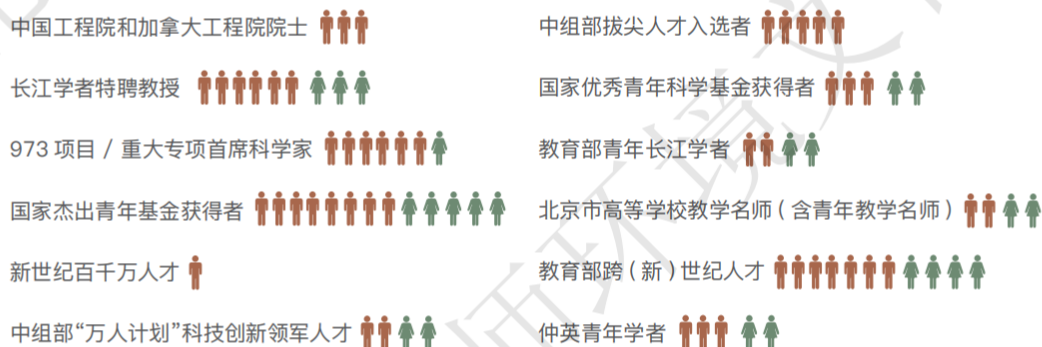 中国工程院和加拿大工程院院士
长江学者特聘教授
973 项目 / 重大专项首席科学家
国家杰出青年基金获得者
新世纪百千万人才
中组部“万人计划”科技创新领军人才
中组部拔尖人才入选者
国家优秀青年科学基金获得者
教育部青年长江学者
北京市高等学校教学名师（含青年教学名师）
教育部跨（新）世纪人才
仲英青年学者
师环境文